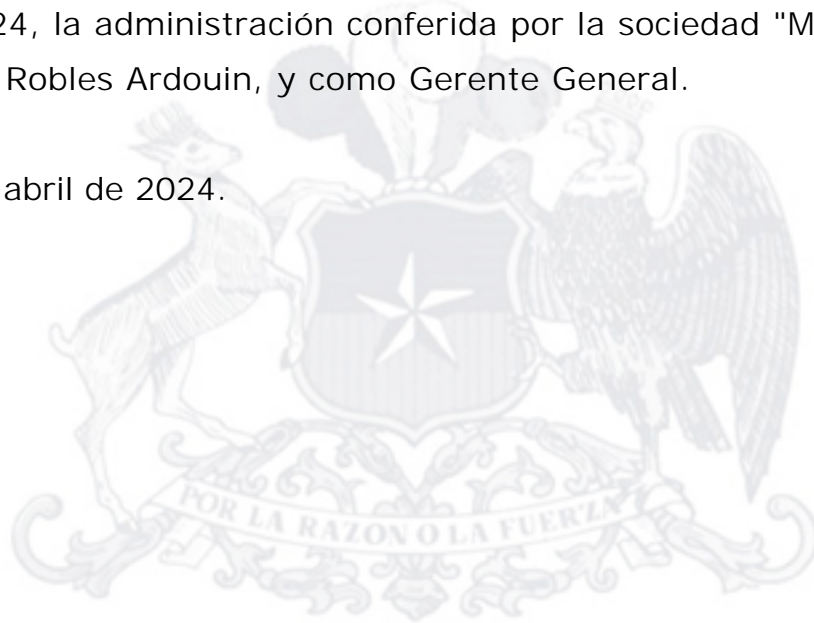 24, la administración conferida por la sociedad "M
Robles Ardouin, y como Gerente General.
abril de 2024.
POR LA RAZON O LA FUERZA